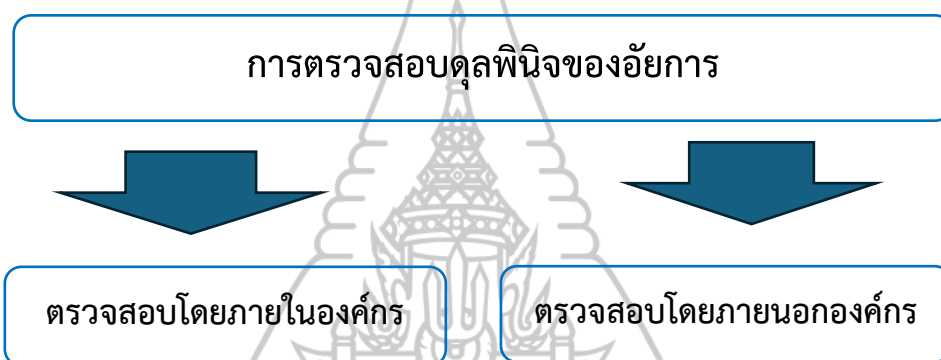 การตรวจสอบดุลพินิจของอัยการ
ตรวจสอบโดยภายในองค์กร
ตรวจสอบโดยภายนอกองค์กร